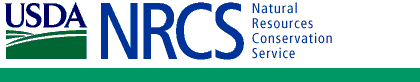 USDA NRCS Natural
Resources
Conservation
Service